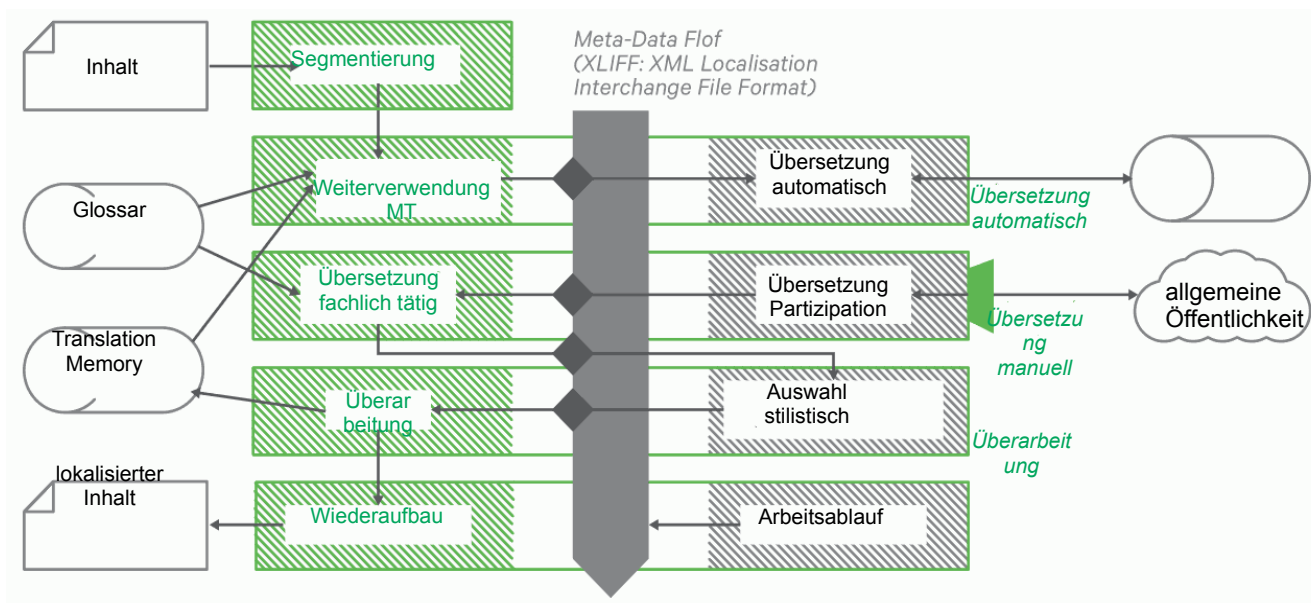 Meta-Data Flof
(XLIFF: XML Localisation
Interchange File Format)
Inhalt
Segmentierung
Weiterverwendung
MT
Übersetzung
automatisch
Übersetzung
automatisch
Glossar
Übersetzung
fachlich tätig
Übersetzung
Partizipation
Übersetzu
ng
manuell
allgemeine
Öffentlichkeit
Translation
Memory
Überar
beitung
Auswahl
stilistisch
Überarbeit
ung
lokalisierter
Inhalt
Wiederaufbau
Arbeitsablauf